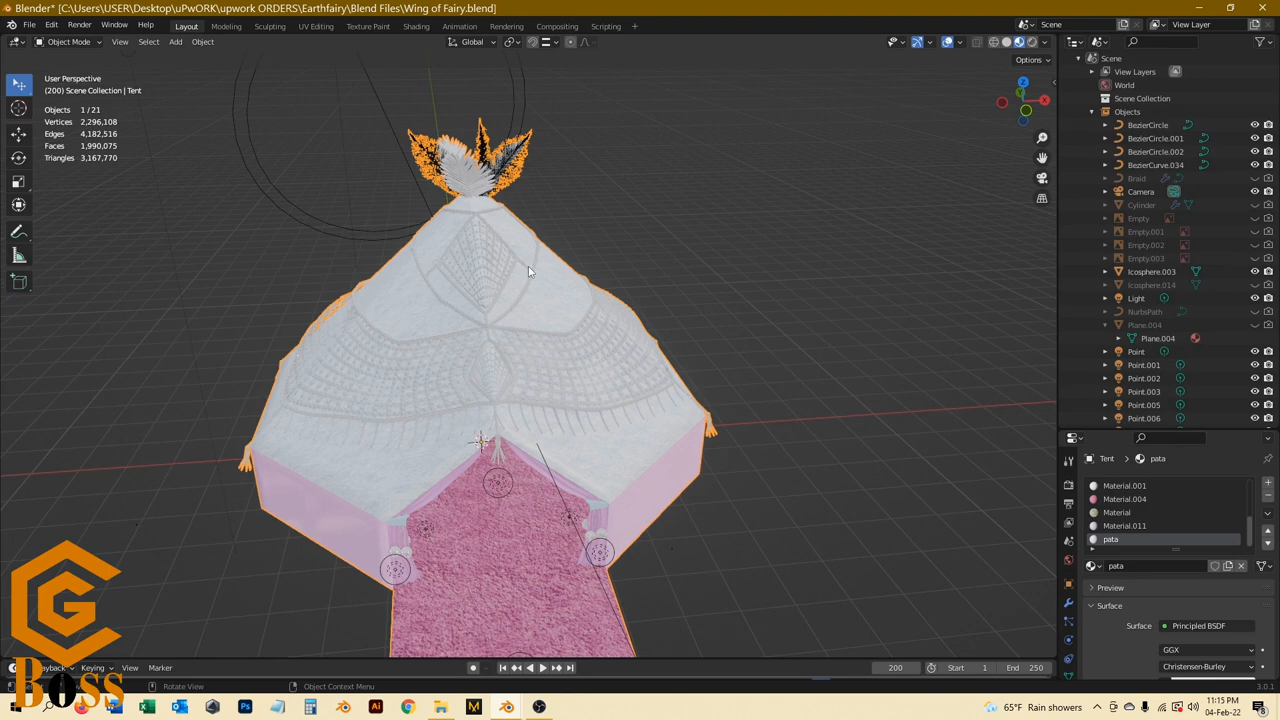 Blender* [C:\Users\USER\Desktop\uPwORK\upwork ORDERS\Earthfairy\Blend Files\Wing of Fairy.blend]
File Edit Render Window Help Layout Modeling Sculpting UV Editing Texture Paint Shading Animation Rendering Compositing Geometry Nodes Scripting Scene View Layer
Object Mode View Select Add Object Global
Options
User Perspective
(200) Scene Collection | Tent
Objects 1/21
Vertices 2,296,108
Edges 4,182,516
Faces 1,990,075
Triangles 3,167,770
Z
X
Y
Scene
View Layers
World
Scene Collection
Objects
BezierCircle
BezierCircle.001
BezierCircle.002
BezierCurve.034
Braid
Camera
Cylinder
Empty
Empty.001
Empty.002
Empty.003
Icosphere.003
Icosphere.014
Light
NurbsPath
Plane.004
Plane.004
Point
Point.001
Point.002
Point.003
Point.005
Point.006
Tent pata
Material.001
Material.004
Material
Material.011
pata
pata
Preview
Surface
Surface Principled BSDF
GGX
Christensen-Burley
Keying View Marker 200 Start 1 End 250
Rotate View Object Context Menu 3.0.1
BOSS
65°F Rain showers 11:15 PM
04-Feb-22